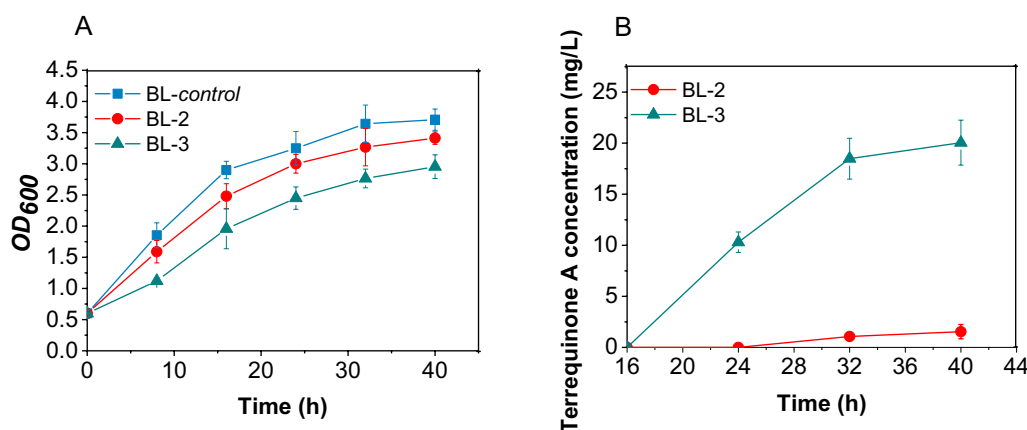 A
OD600
4.5
4.0
3.5
3.0
2.5
2.0
1.5
1.0
0.5
0.0
BL-control
BL-2
BL-3
0 10 20 30 40
Time (h)
B
Terrequinone A concentration (mg/L)
25
20
15
10
5
0
BL-2
BL-3
16 20 24 28 32 36 40 44
Time (h)